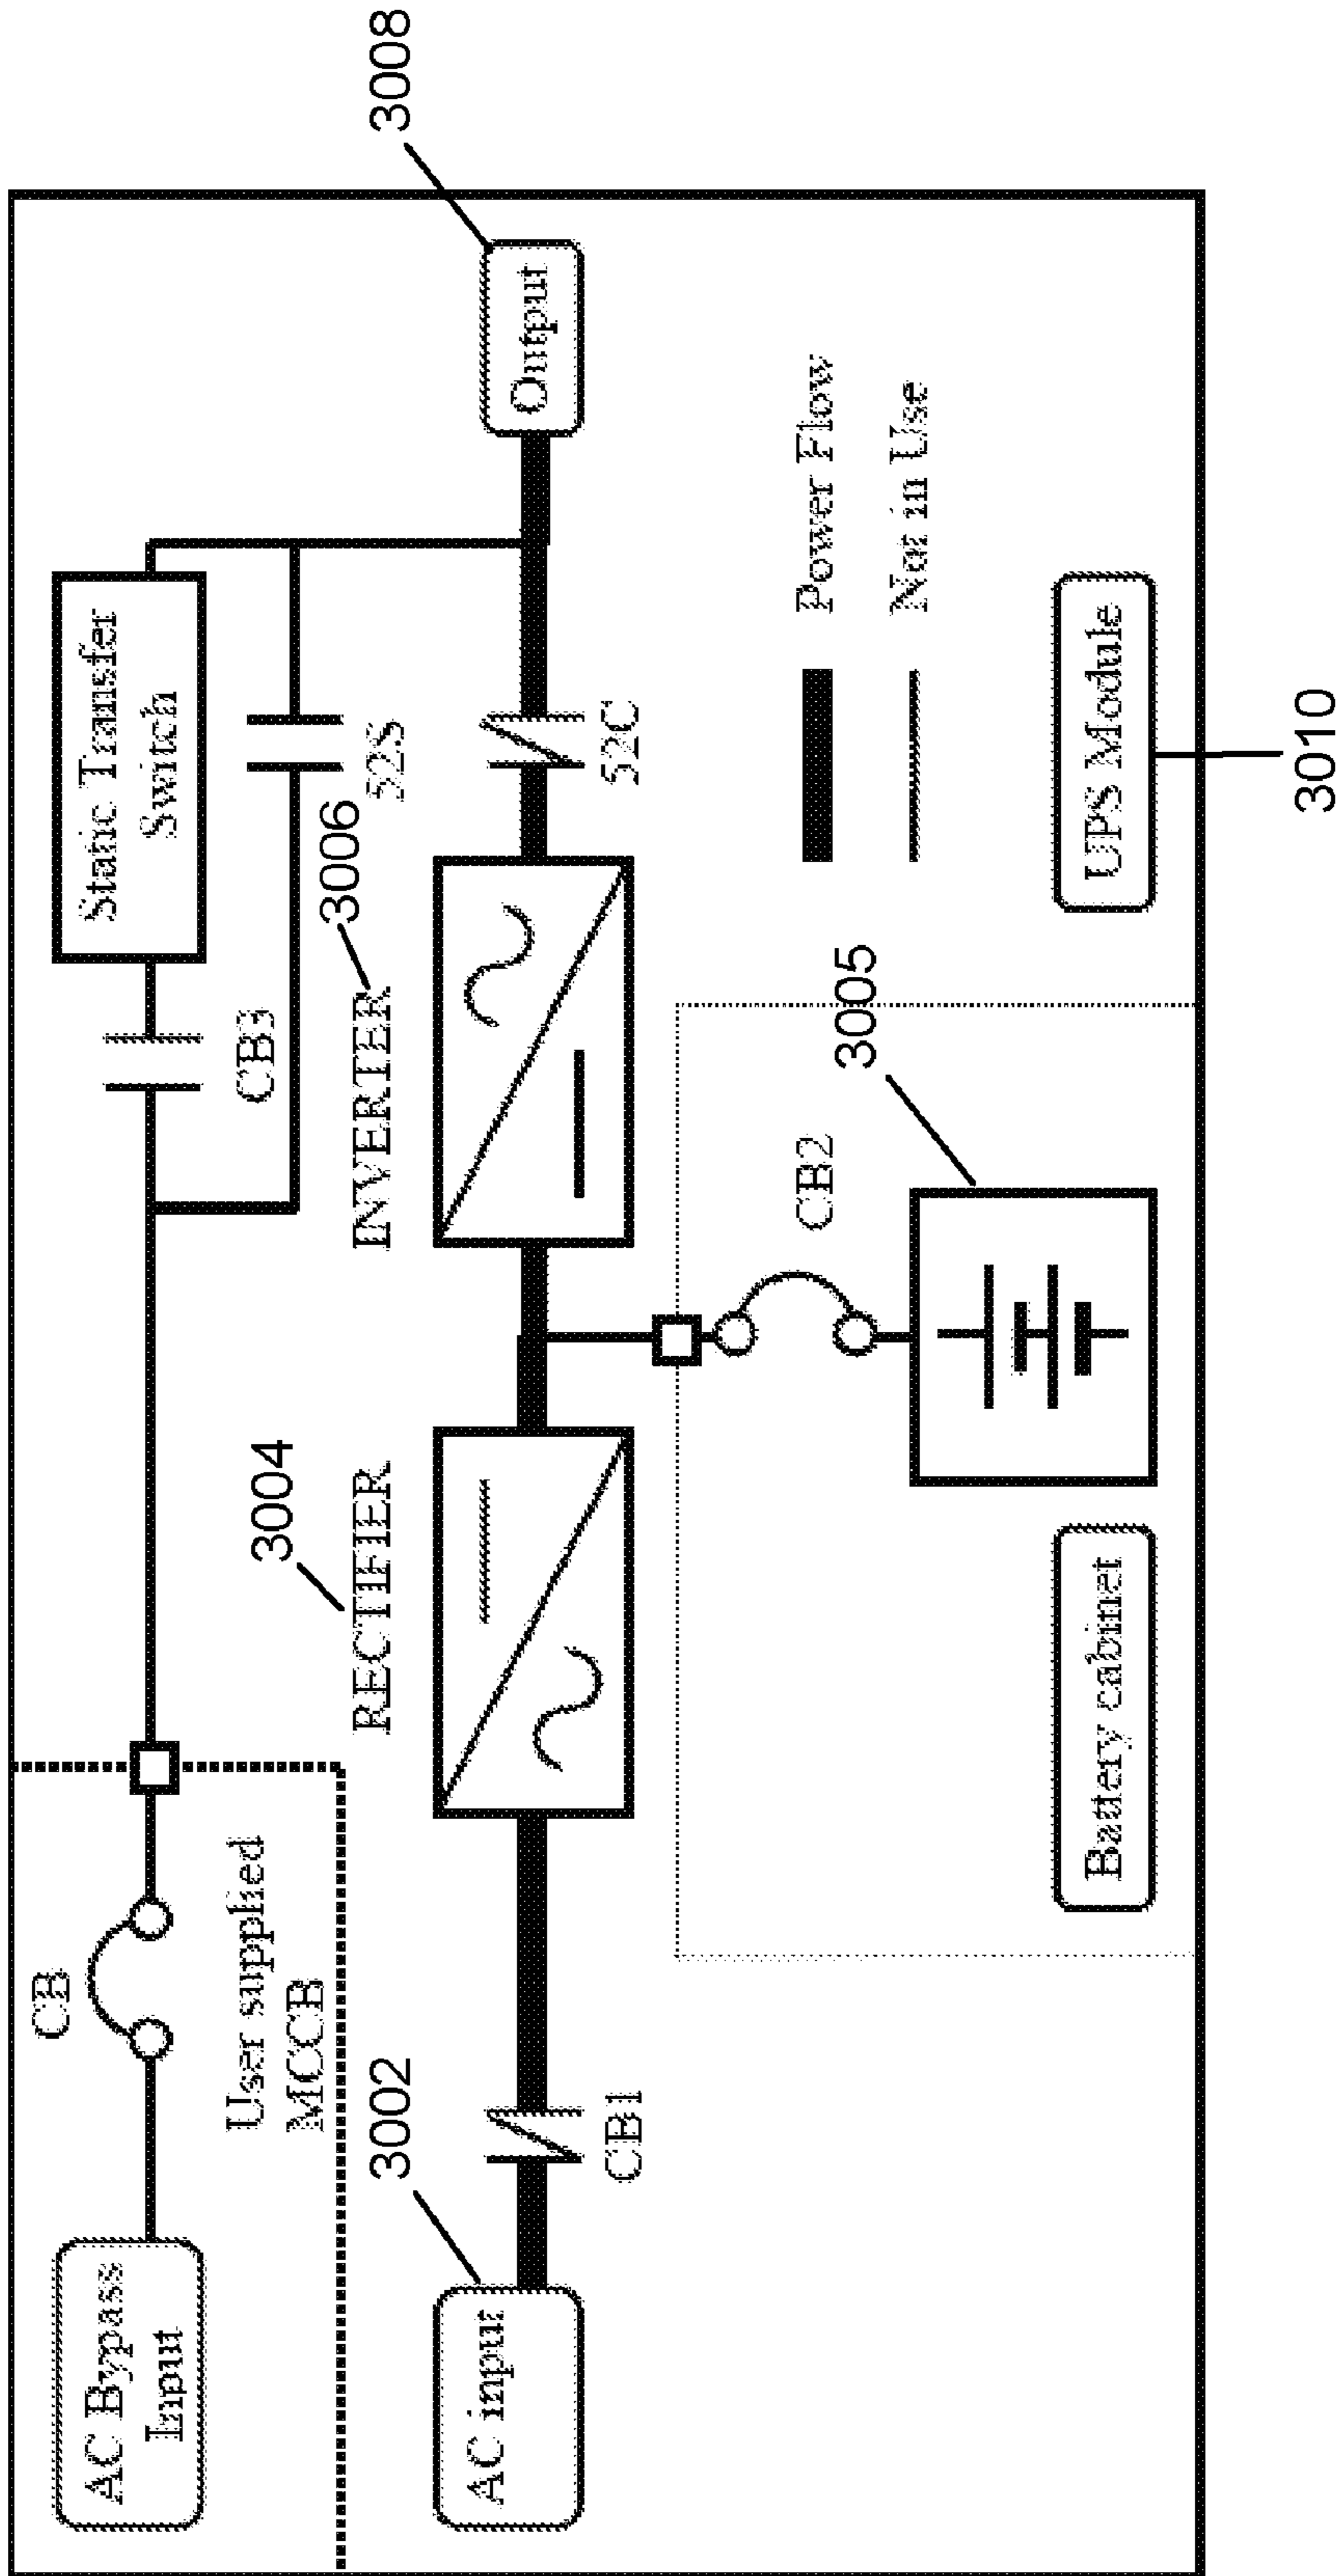 AC Bypass
Input
CB
User supplied
MCCB
CB3
Static Transfer
Switch
52S
3002
AC input
CB1
3004
RECTIFIER
3006
INVERTER
52C
3008
Output
CB2
3005
Battery cabinet
Power Flow
Not in Use
UPS Module
3010